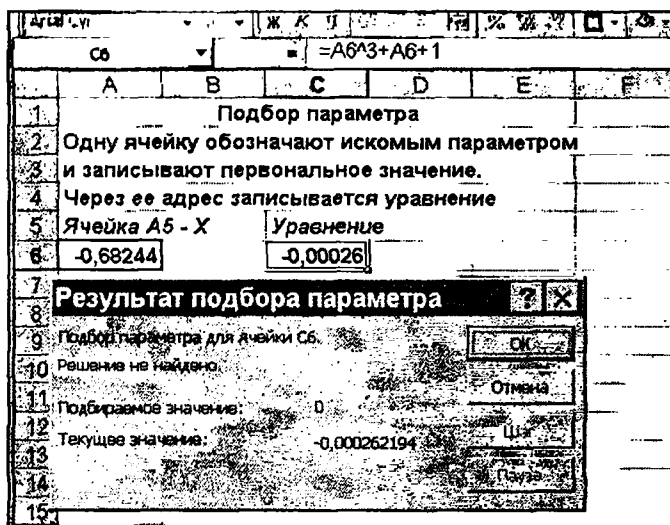 Arial Cyr Ж К Ч % 000
C6 = =A6^3+A6+1
A B C D E F
1 Подбор параметра
2 Одну ячейку обозначают искомым параметром
3 и записывают первональное значение.
4 Через ее адрес записывается уравнение
5 Ячейка А5 - X Уравнение
6 -0,68244 -0,00026
7
Результат подбора параметра ? X
8
9 Подбор параметра для ячейки C6. ОК
10 Решение не найдено.
Отмена
11 Подбираемое значение: 0
12 Текущее значение: -0,000262194 Шаг
13
14 Пауза
15